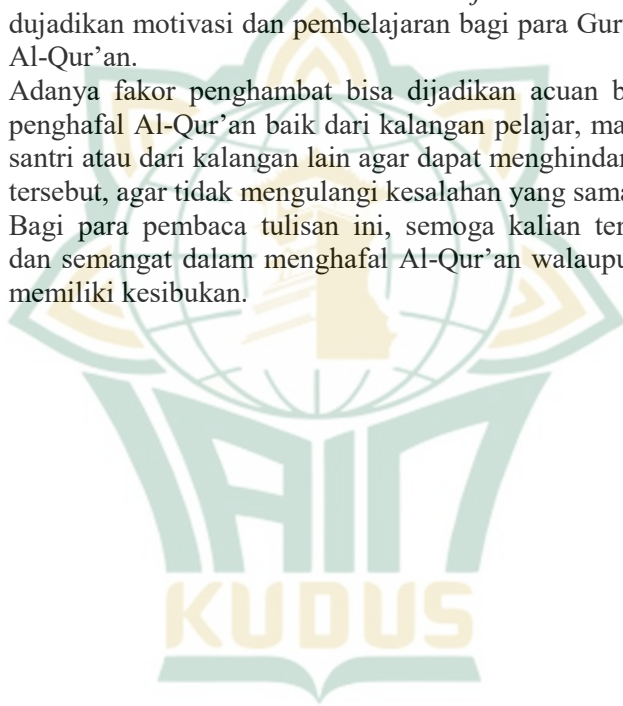 dujadikan motivasi dan pembelajaran bagi para Gur
Al-Qur’an.
Adanya fakor penghambat bisa dijadikan acuan b
penghafal Al-Qur’an baik dari kalangan pelajar, ma
santri atau dari kalangan lain agar dapat menghindar
tersebut, agar tidak mengulangi kesalahan yang sama
Bagi para pembaca tulisan ini, semoga kalian ter
dan semangat dalam menghafal Al-Qur’an walaupu
memiliki kesibukan.
IAIN
KUDUS